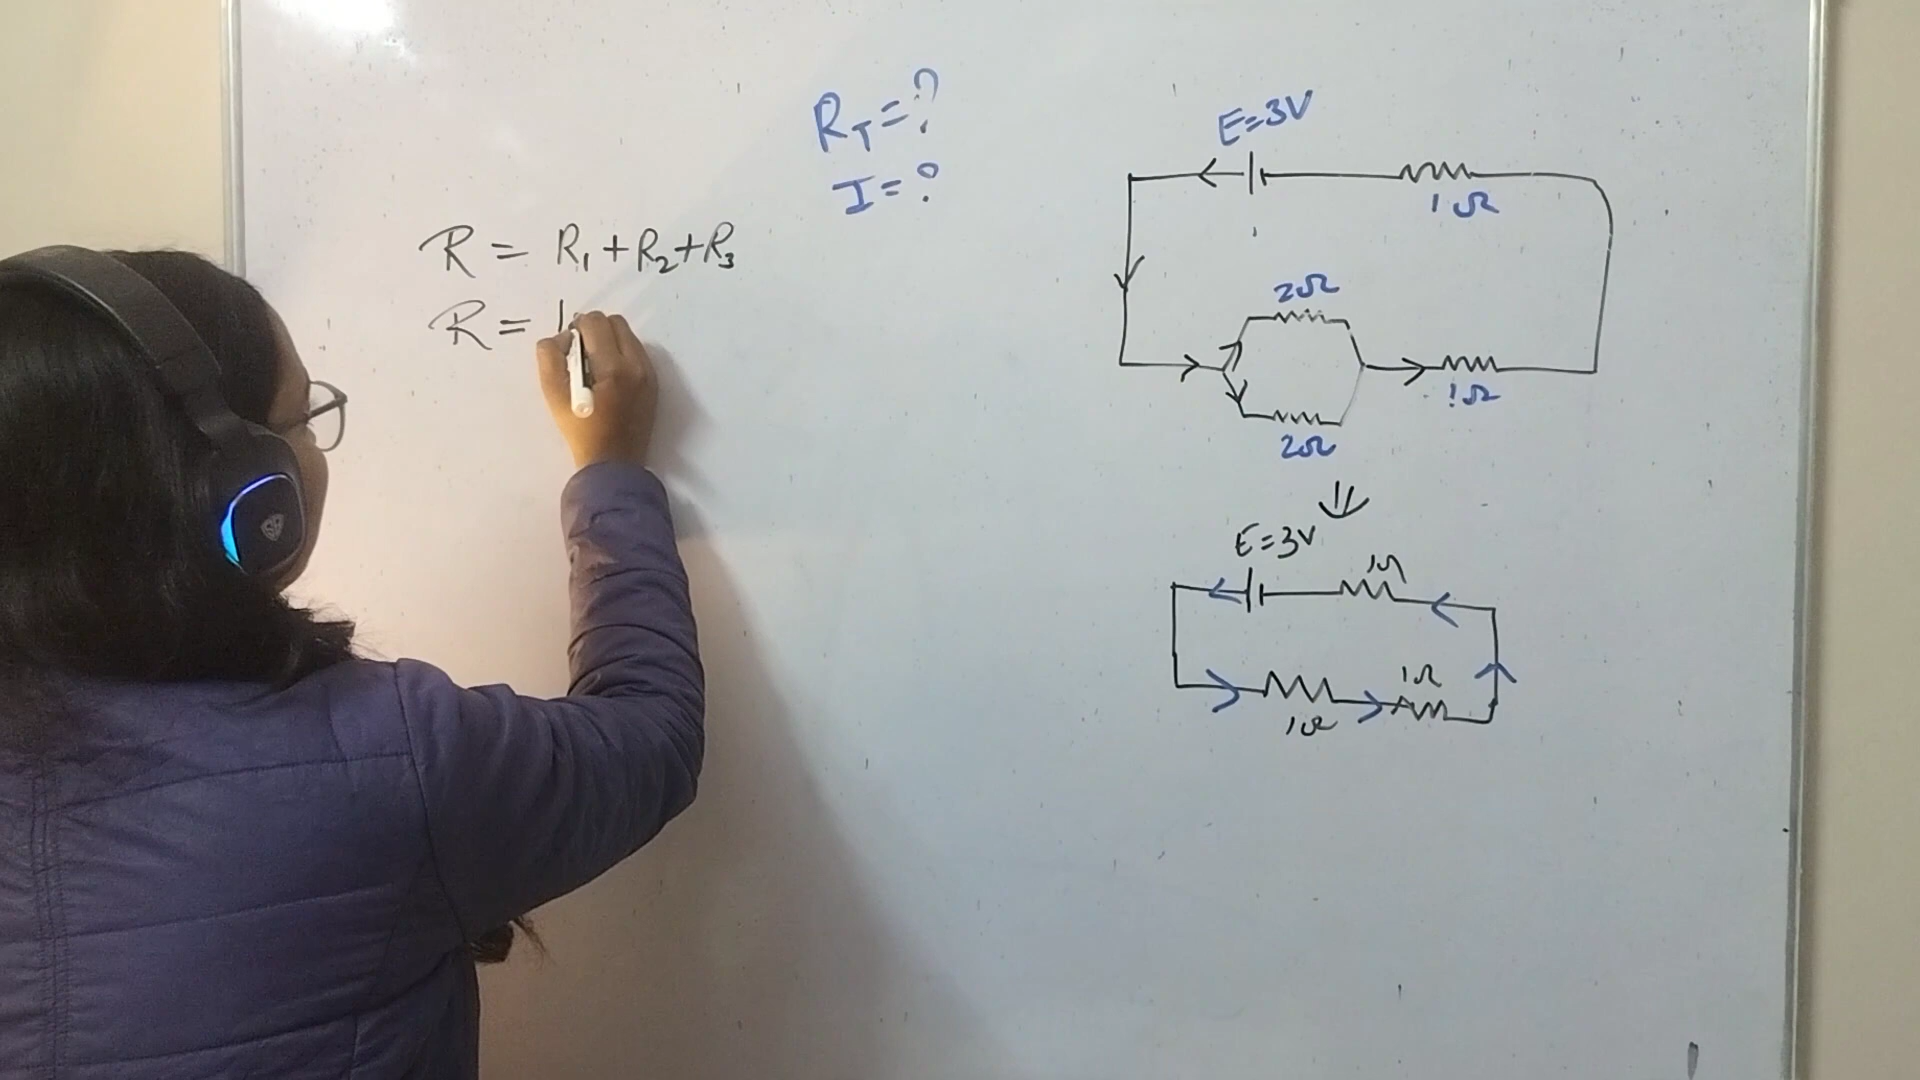 R_T = ?
I = ?
R = R₁ + R₂ + R₃
R = 1
E = 3V
1Ω
2Ω
1Ω
2Ω
E = 3V
1Ω
1Ω
1Ω